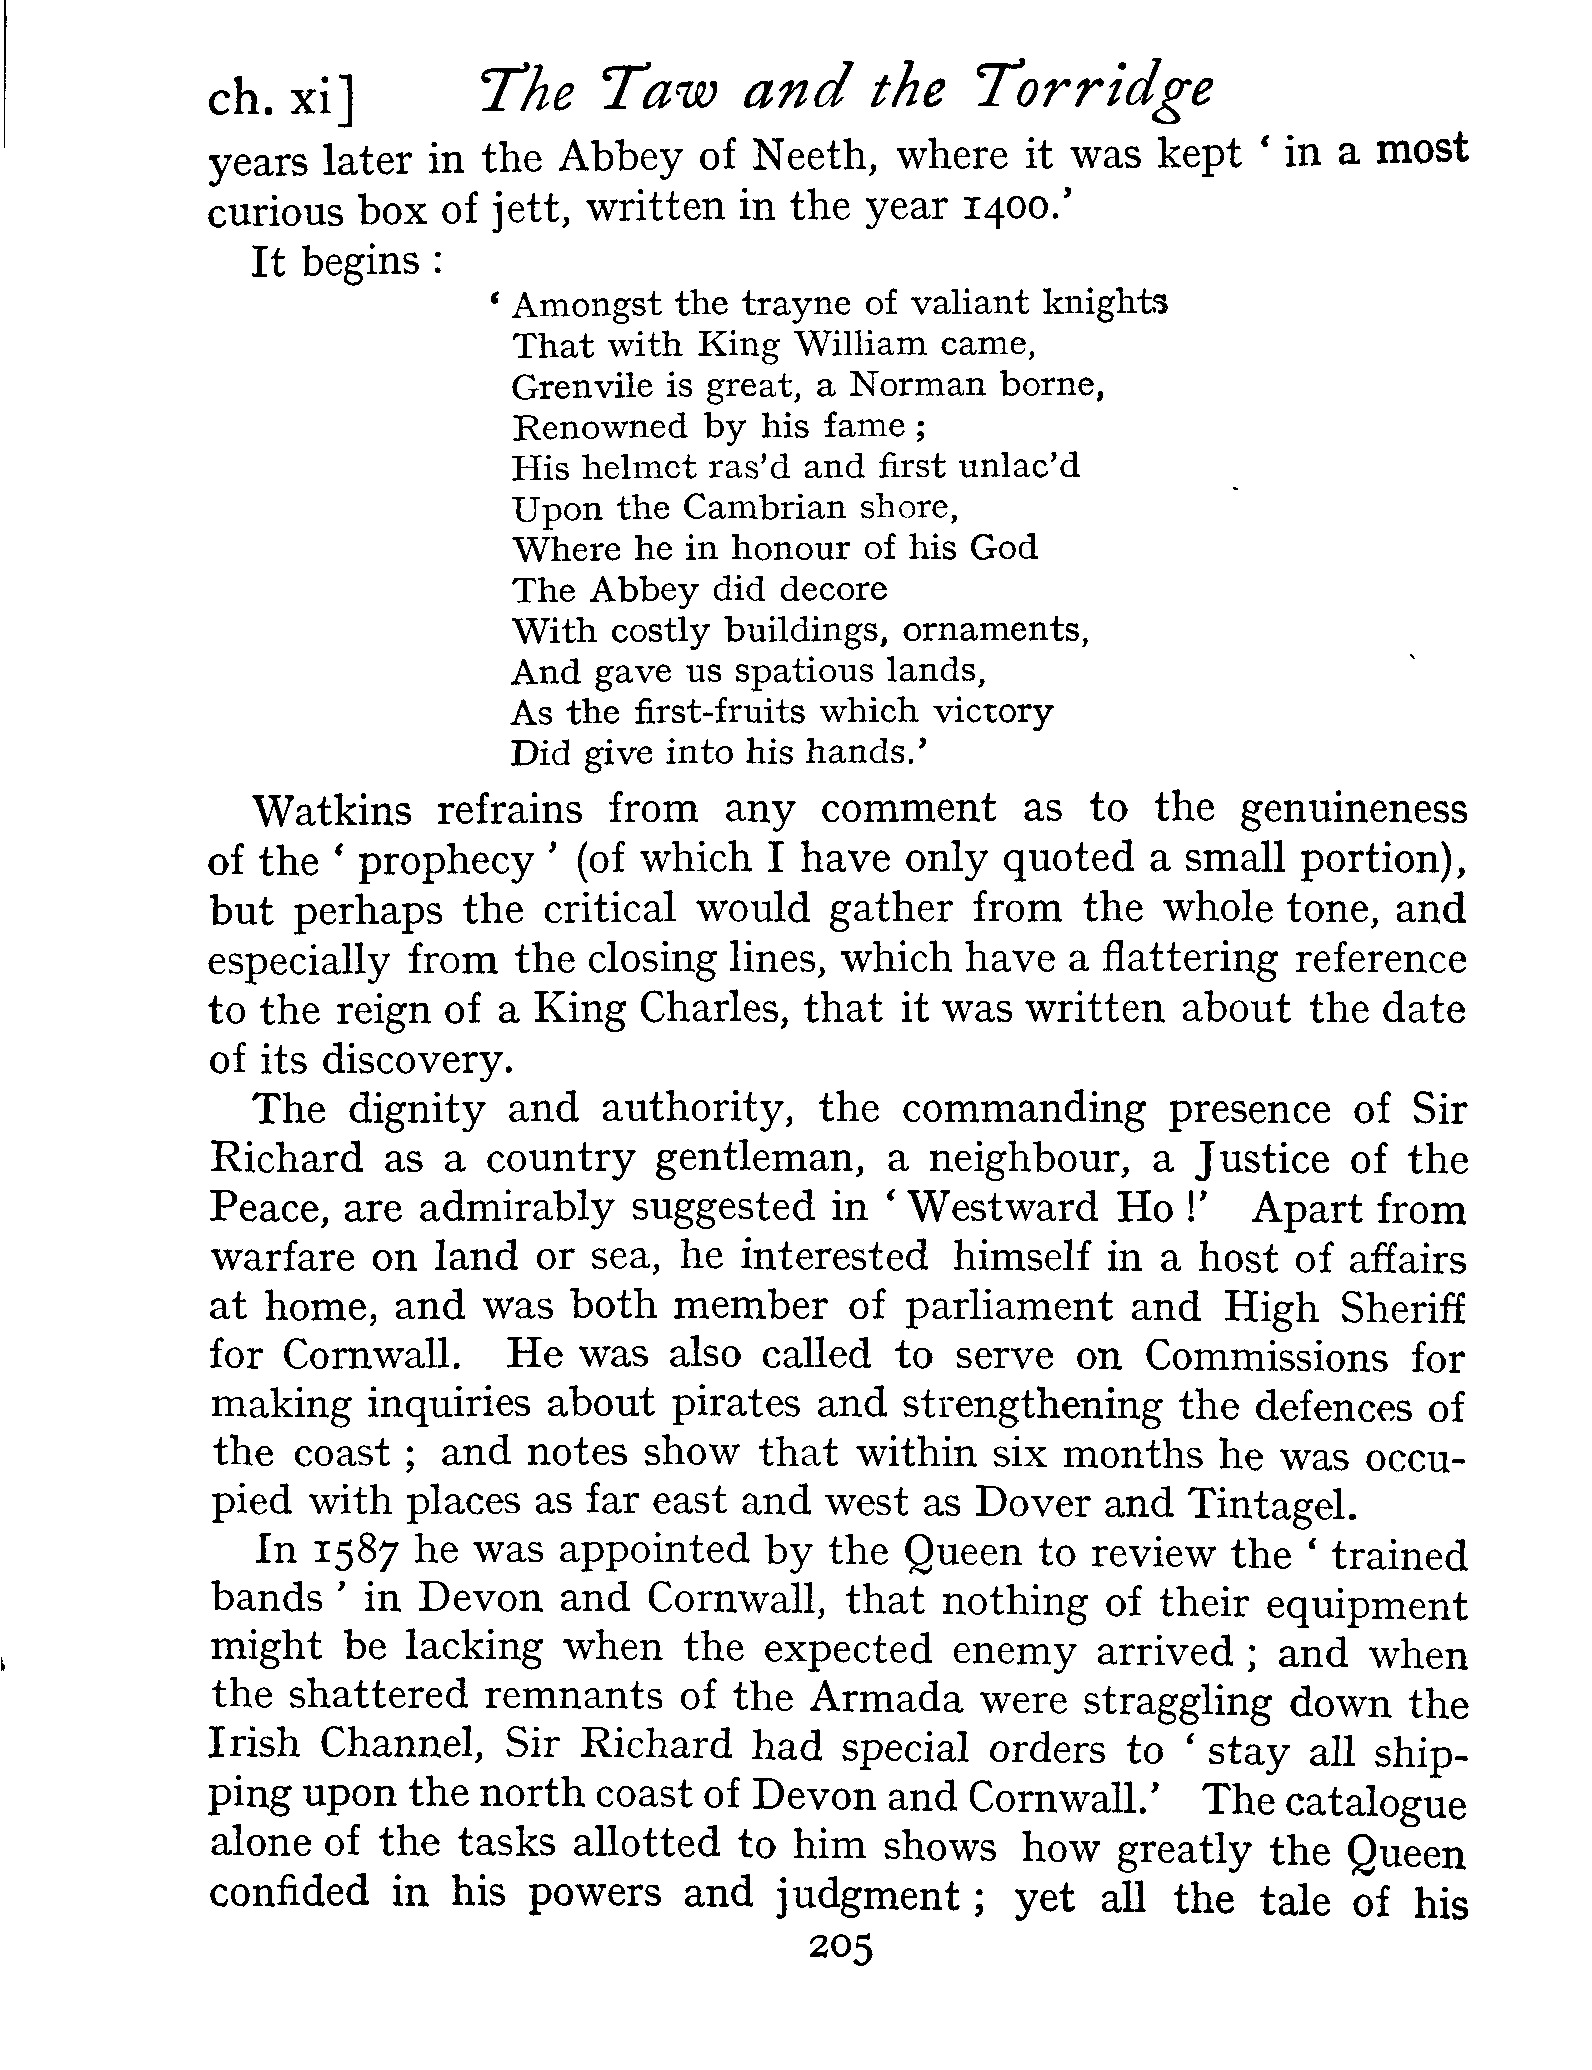 ch. xi] The Taw and the Torridge
years later in the Abbey of Neeth, where it was kept ‘ in a most
curious box of jett, written in the year 1400.’
It begins :
‘ Amongst the trayne of valiant knights
That with King William came,
Grenvile is great, a Norman borne,
Renowned by his fame ;
His helmet ras’d and first unlac’d
Upon the Cambrian shore,
Where he in honour of his God
The Abbey did decore
With costly buildings, ornaments,
And gave us spatious lands,
As the first-fruits which victory
Did give into his hands.’
Watkins refrains from any comment as to the genuineness
of the ‘ prophecy ’ (of which I have only quoted a small portion),
but perhaps the critical would gather from the whole tone, and
especially from the closing lines, which have a flattering reference
to the reign of a King Charles, that it was written about the date
of its discovery.
The dignity and authority, the commanding presence of Sir
Richard as a country gentleman, a neighbour, a Justice of the
Peace, are admirably suggested in ‘ Westward Ho !’ Apart from
warfare on land or sea, he interested himself in a host of affairs
at home, and was both member of parliament and High Sheriff
for Cornwall. He was also called to serve on Commissions for
making inquiries about pirates and strengthening the defences of
the coast ; and notes show that within six months he was occu-
pied with places as far east and west as Dover and Tintagel.
In 1587 he was appointed by the Queen to review the ‘ trained
bands ’ in Devon and Cornwall, that nothing of their equipment
might be lacking when the expected enemy arrived ; and when
the shattered remnants of the Armada were straggling down the
Irish Channel, Sir Richard had special orders to ‘ stay all ship-
ping upon the north coast of Devon and Cornwall.’ The catalogue
alone of the tasks allotted to him shows how greatly the Queen
confided in his powers and judgment ; yet all the tale of his
205